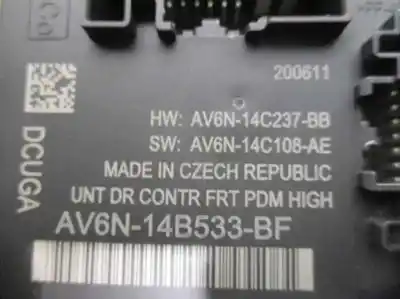 200611
HW: AV6N-14C237-BB
SW: AV6N-14C108-AE
MADE IN CZECH REPUBLIC
UNT DR CONTR FRT PDM HIGH
AV6N-14B533-BF
DCUGA